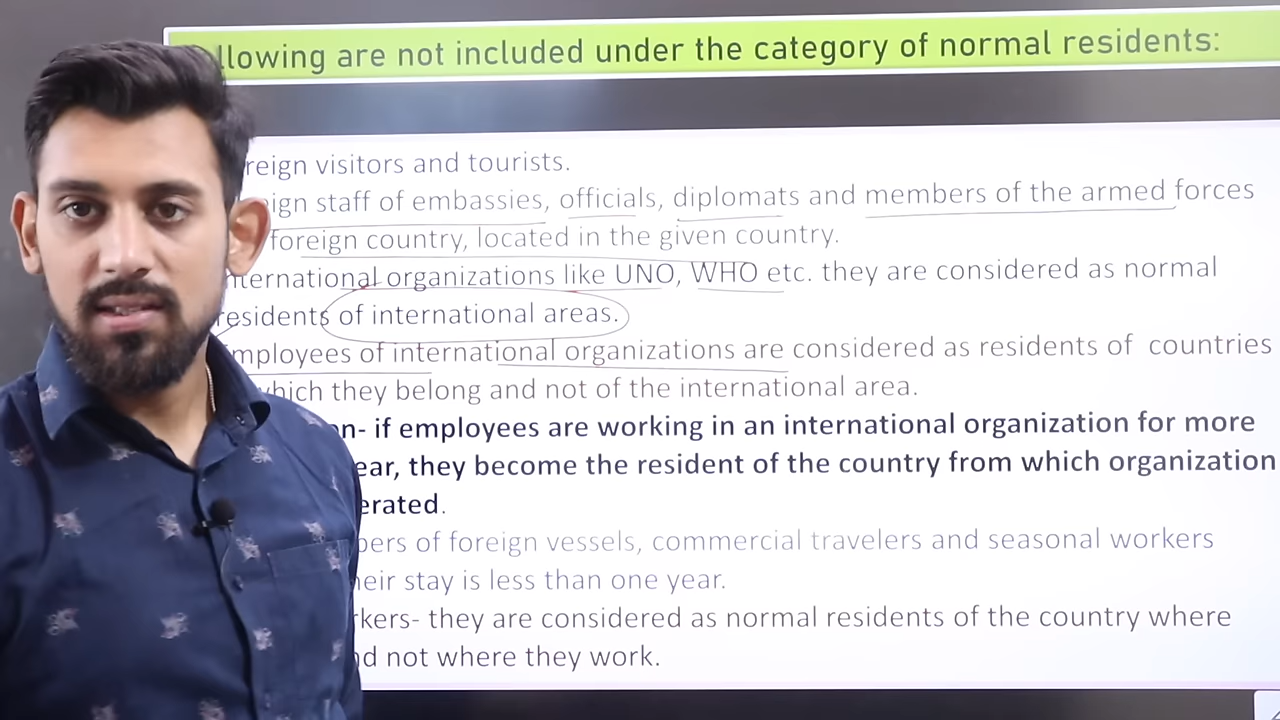 llowing are not included under the category of normal residents:
reign visitors and tourists.
ign staff of embassies, officials, diplomats and members of the armed forces
foreign country, located in the given country.
ternational organizations like UNO, WHO etc. they are considered as normal
residents of international areas.
mployees of international organizations are considered as residents of countries
which they belong and not of the international area.
n- if employees are working in an international organization for more
ear, they become the resident of the country from which organization
erated.
bers of foreign vessels, commercial travelers and seasonal workers
heir stay is less than one year.
rkers- they are considered as normal residents of the country where
d not where they work.